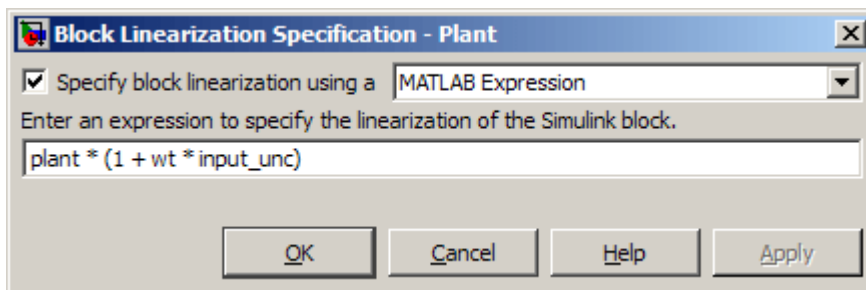 Block Linearization Specification - Plant
Specify block linearization using a MATLAB Expression
Enter an expression to specify the linearization of the Simulink block.
plant * (1 + wt * input_unc)
OK Cancel Help Apply